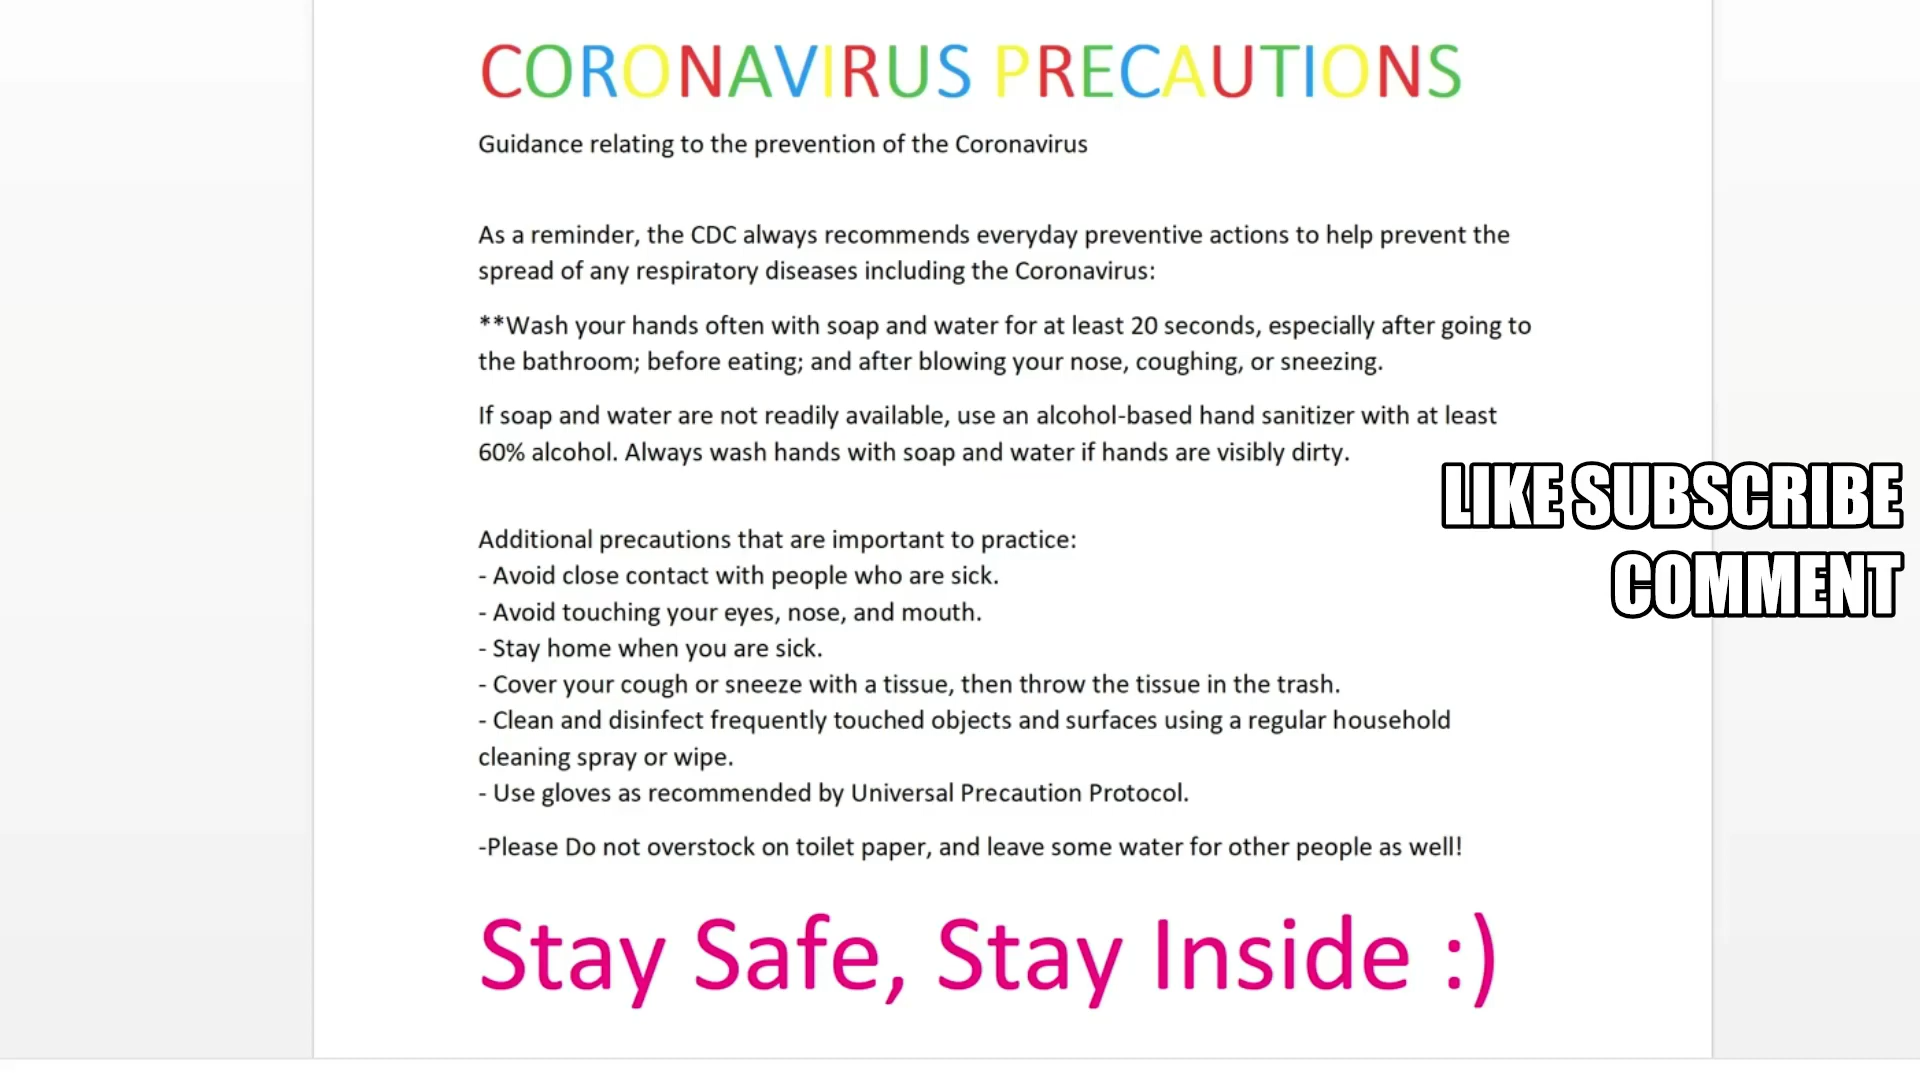 CORONAVIRUS PRECAUTIONS
Guidance relating to the prevention of the Coronavirus
As a reminder, the CDC always recommends everyday preventive actions to help prevent the
spread of any respiratory diseases including the Coronavirus:
**Wash your hands often with soap and water for at least 20 seconds, especially after going to
the bathroom; before eating; and after blowing your nose, coughing, or sneezing.
If soap and water are not readily available, use an alcohol-based hand sanitizer with at least
60% alcohol. Always wash hands with soap and water if hands are visibly dirty.
LIKE SUBSCRIBE
COMMENT
Additional precautions that are important to practice:
- Avoid close contact with people who are sick.
- Avoid touching your eyes, nose, and mouth.
- Stay home when you are sick.
- Cover your cough or sneeze with a tissue, then throw the tissue in the trash.
- Clean and disinfect frequently touched objects and surfaces using a regular household
cleaning spray or wipe.
- Use gloves as recommended by Universal Precaution Protocol.
-Please Do not overstock on toilet paper, and leave some water for other people as well!
Stay Safe, Stay Inside :)